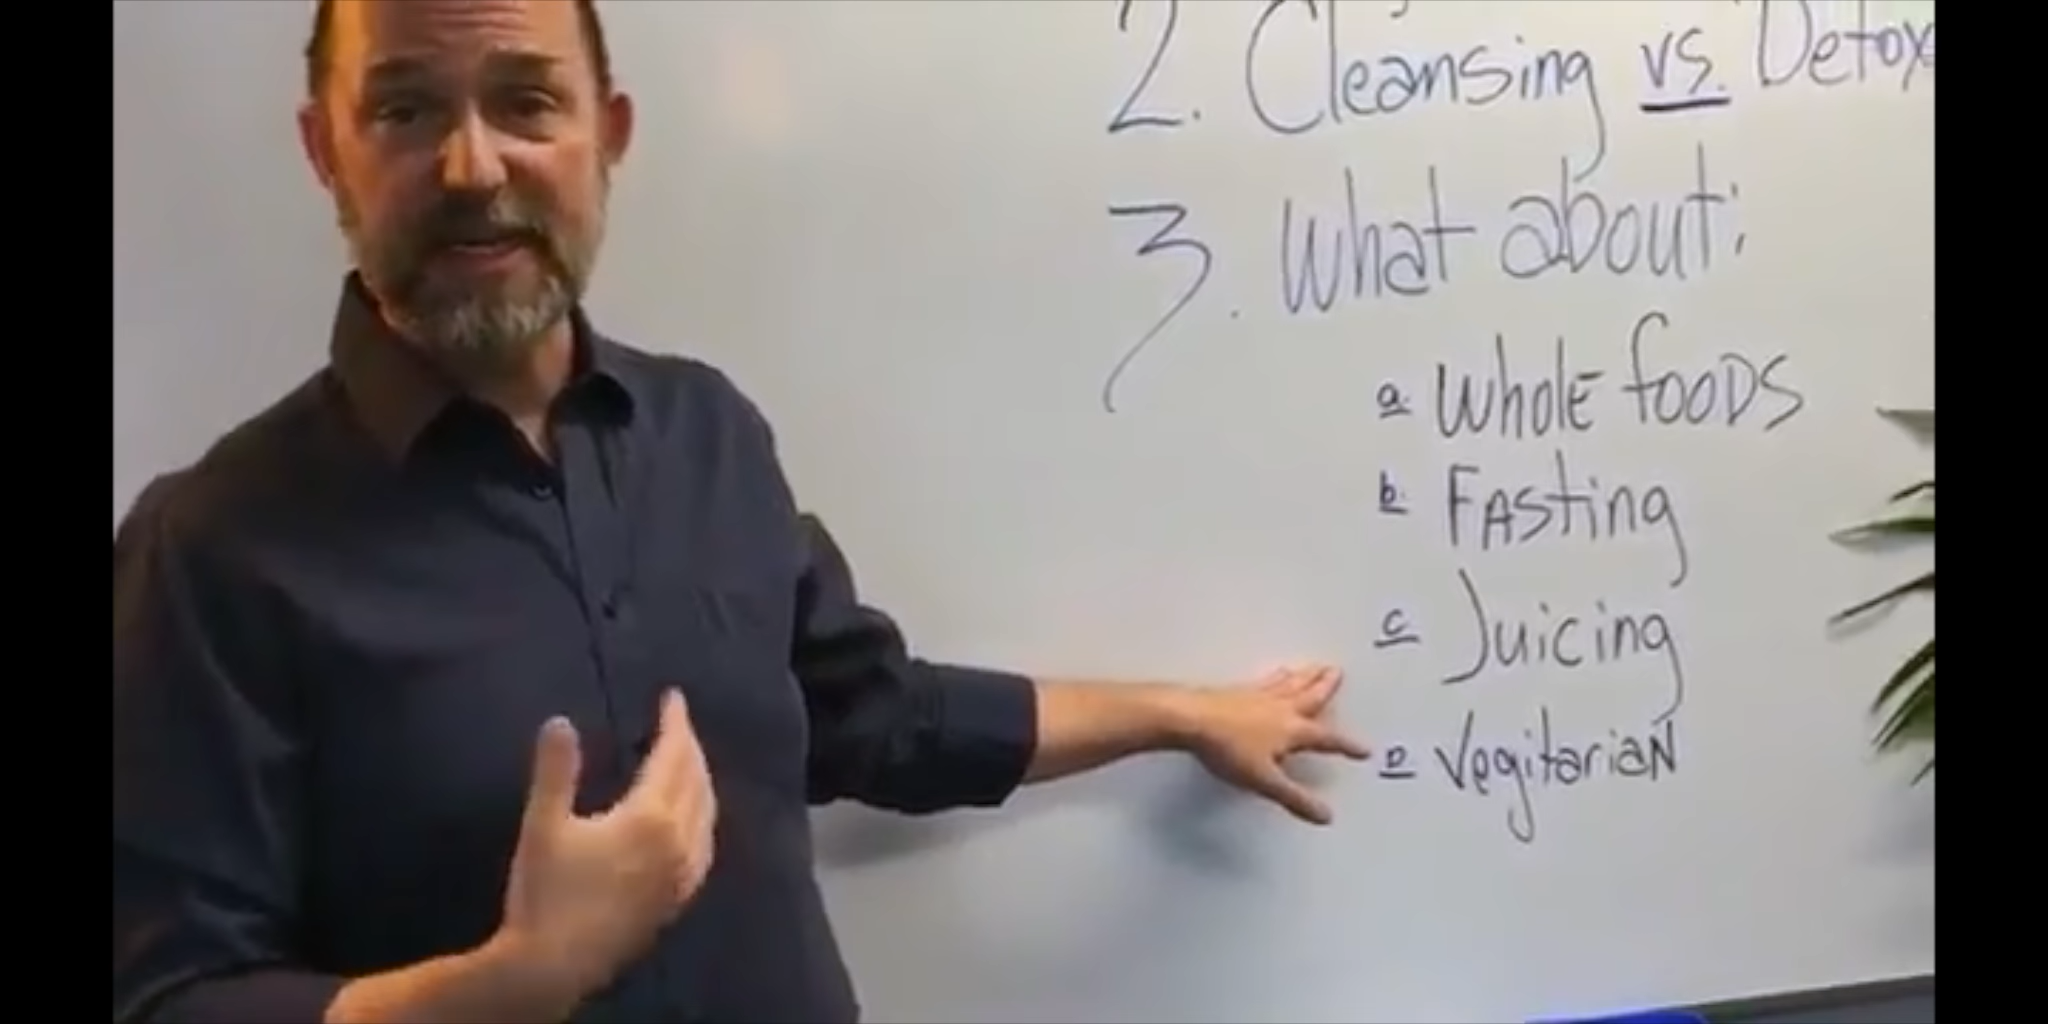 2. Cleansing vs. Detox
3. What about:
a. Whole foods
b. Fasting
c Juicing
D Vegitarian